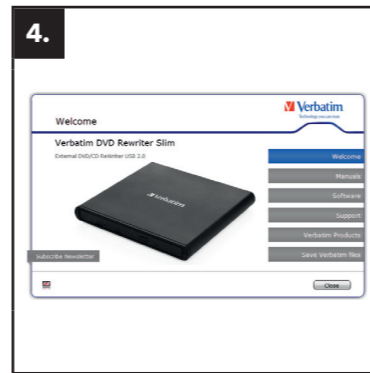 4.
Verbatim
Technology you can trust
Welcome
Verbatim DVD Rewriter Slim
External DVD/CD ReWriter USB 2.0
Verbatim
Welcome
Manuals
Software
Support
Verbatim Products
Save Verbatim files
Subscribe Newsletter
Close